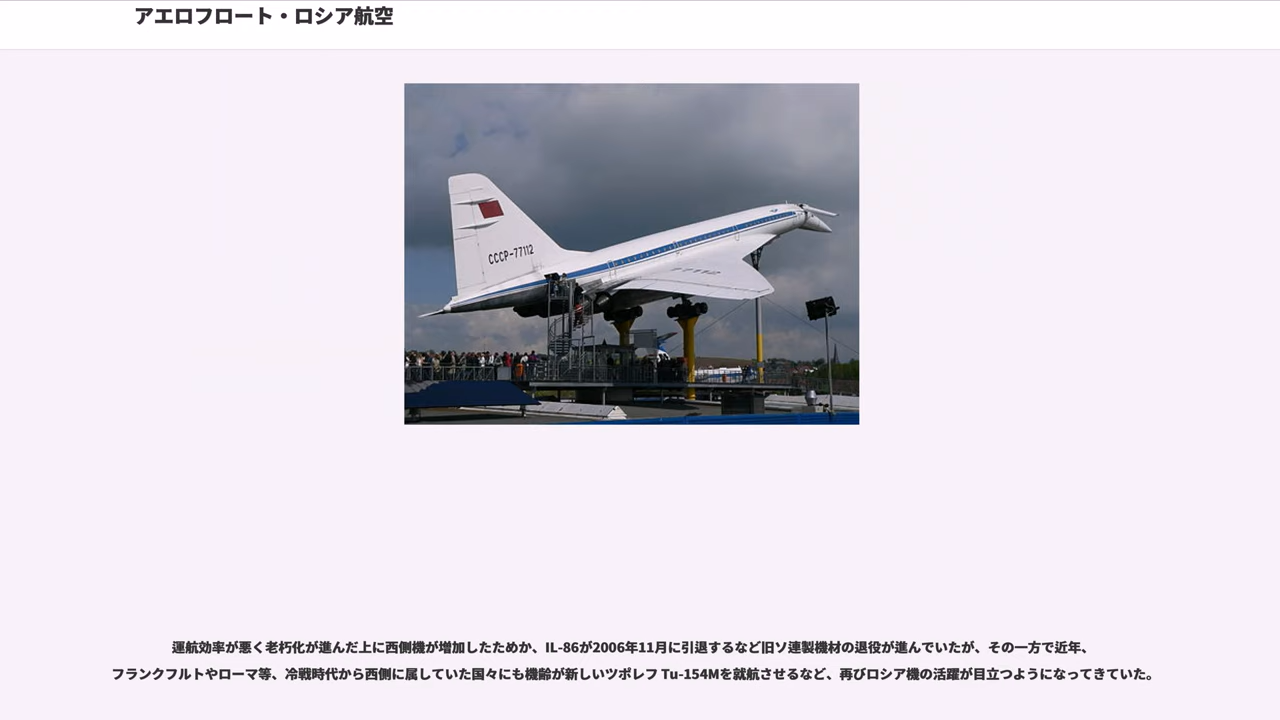 アエロフロート・ロシア航空
CCCP-77112
77112
運航効率が悪く老朽化が進んだ上に西側機が増加したためか、IL-86が2006年11月に引退するなど旧ソ連製機材の退役が進んでいたが、その一方で近年、
フランクフルトやローマ等、冷戦時代から西側に属していた国々にも機齢が新しいツポレフ Tu-154Mを就航させるなど、再びロシア機の活躍が目立つようになってきていた。